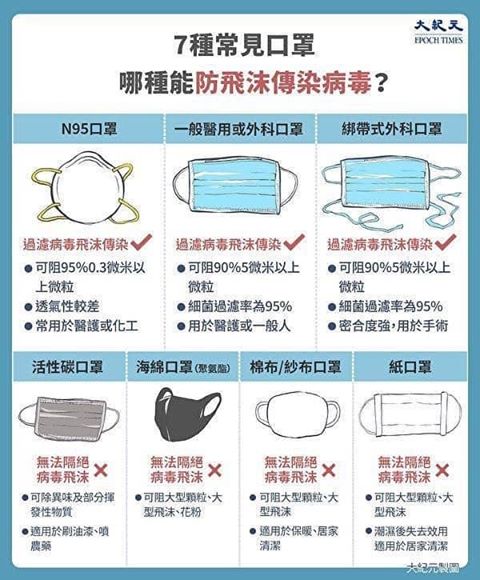 大紀元
EPOCH TIMES
7種常見口罩
哪種能防飛沫傳染病毒？
N95口罩
過濾病毒飛沫傳染
●可阻95%0.3微米以
上微粒
●透氣性較差
●常用於醫護或化工
一般醫用或外科口罩
過濾病毒飛沫傳染
●可阻90%5微米以上
微粒
●細菌過濾率為95%
●用於醫護或一般人
綁帶式外科口罩
過濾病毒飛沫傳染
●可阻90%5微米以
上微粒
●細菌過濾率為95%
●密合度強,用於手術
活性碳口罩
無法隔絕
病毒飛沫
●可除異味及部分揮
發性物質
●適用於刷油漆、噴
農藥
海綿口罩(聚氨酯)
無法隔絕
病毒飛沫
●可阻大型顆粒、大
型飛沫、花粉
棉布/紗布口罩
無法隔絕
病毒飛沫
●可阻大型顆粒、大
型飛沫
●適用於保暖、居家
清潔
紙口罩
無法隔絕
病毒飛沫
●可阻大型顆粒、大
型飛沫
●潮濕後失去效用
適用於居家清潔
大紀元製圖